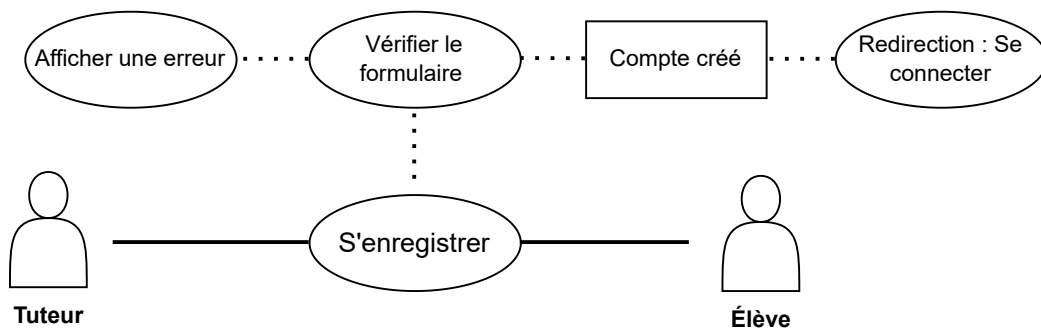 Afficher une erreur
Vérifier le
formulaire
Compte créé
Redirection : Se
connecter
S'enregistrer
Tuteur
Élève